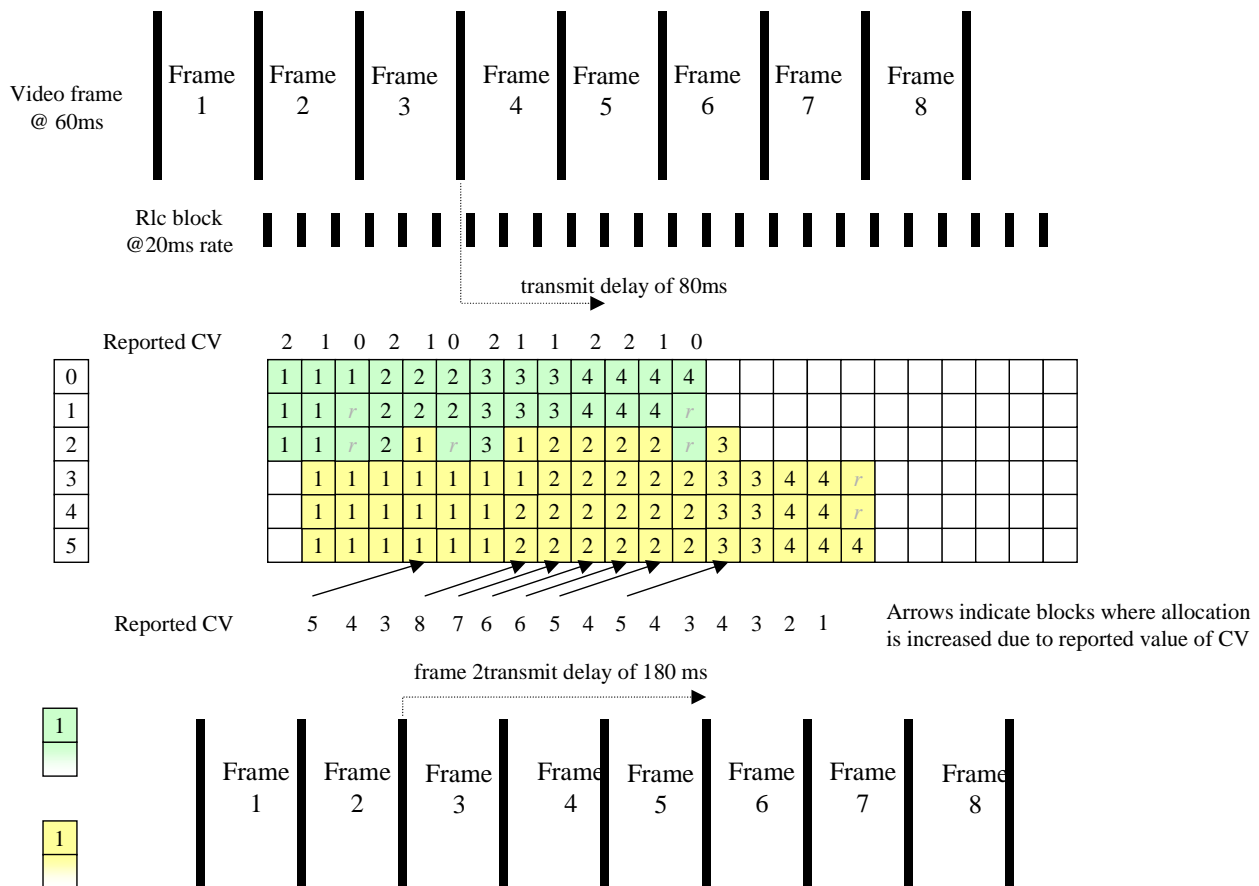 Frame 1 Frame 2 Frame 3 Frame 4 Frame 5 Frame 6 Frame 7 Frame 8
Video frame
@ 60ms
Rlc block
@20ms rate
transmit delay of 80ms
Reported CV 2 1 0 2 1 0 2 1 1 2 2 1 0
0 1 1 1 2 2 2 3 3 3 4 4 4 4
1 1 1 r 2 2 2 3 3 3 4 4 4 r
2 1 1 r 2 1 r 3 1 2 2 2 2 r 3
3 1 1 1 1 1 1 1 2 2 2 2 2 3 3 4 4 r
4 1 1 1 1 1 1 2 2 2 2 2 2 3 3 4 4 r
5 1 1 1 1 1 1 2 2 2 2 2 2 3 3 4 4 4
Reported CV 5 4 3 8 7 6 6 5 4 5 4 3 4 3 2 1
Arrows indicate blocks where allocation
is increased due to reported value of CV
frame 2transmit delay of 180 ms
1
Frame 1 Frame 2 Frame 3 Frame 4 Frame 5 Frame 6 Frame 7 Frame 8
1